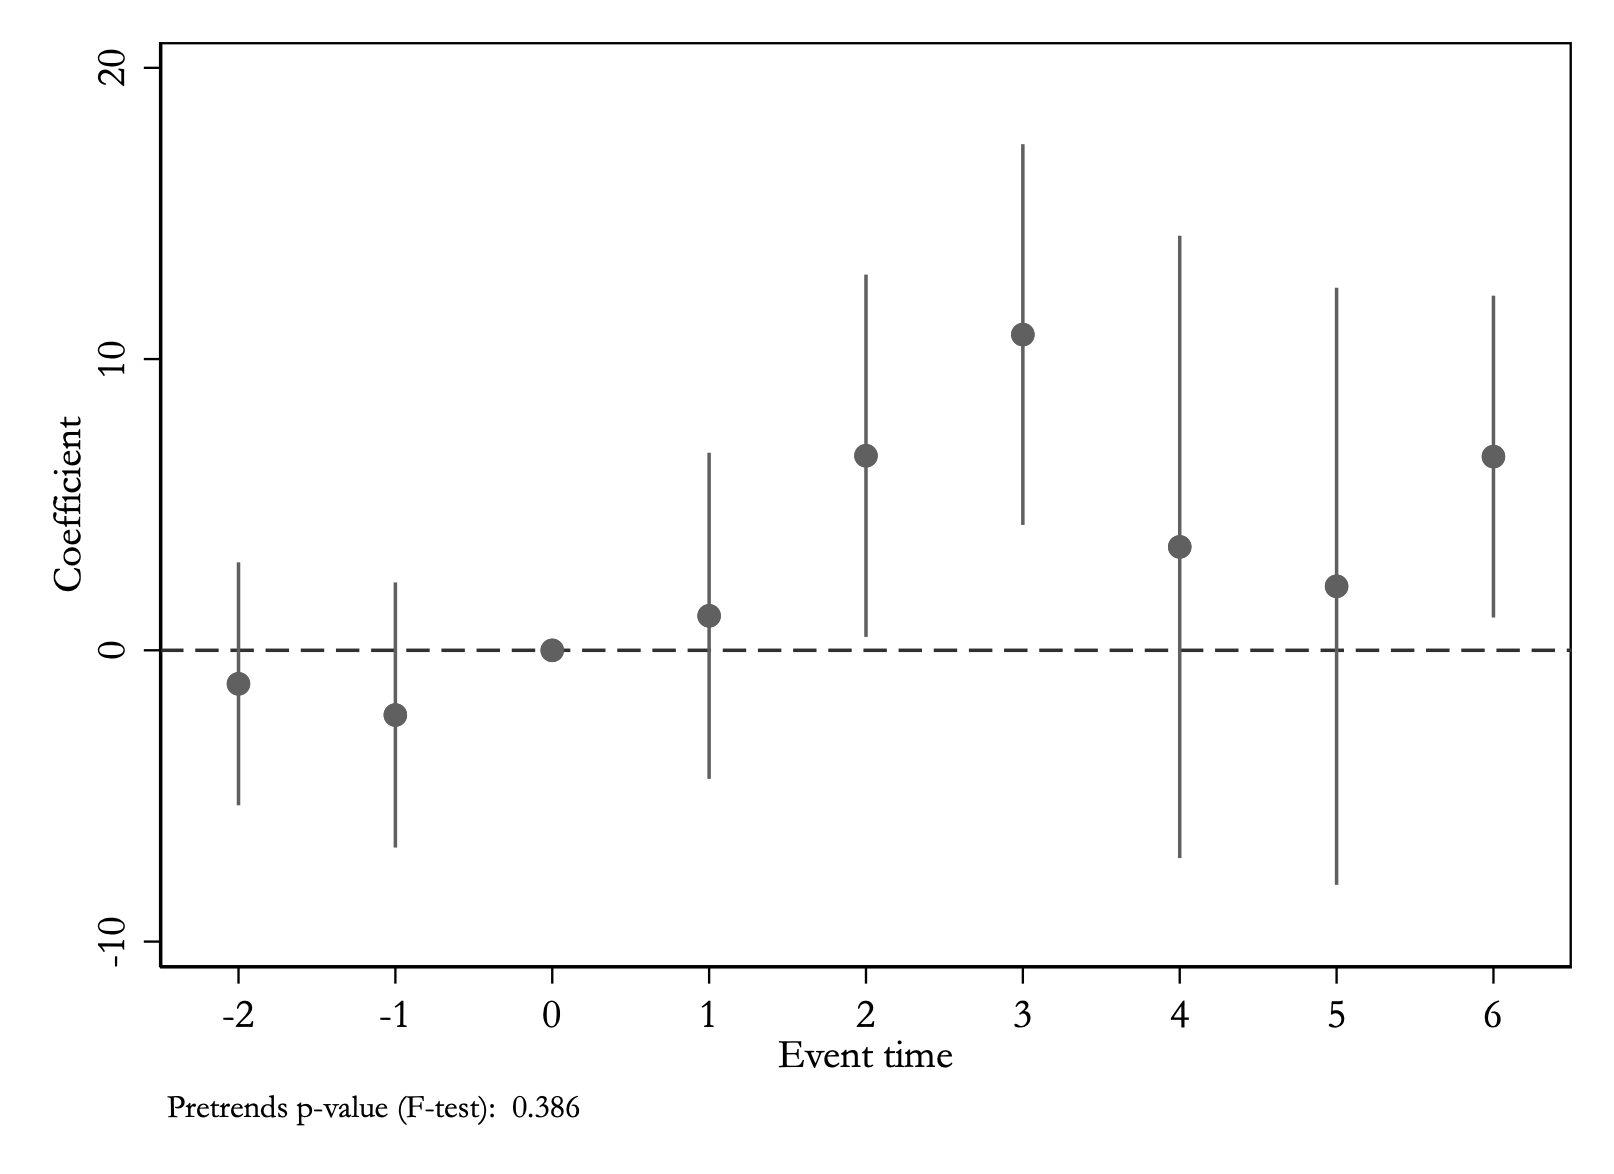 20
10
0
-10
Coefficient
-2 -1 0 1 2 3 4 5 6
Event time
Pretrends p-value (F-test): 0.386